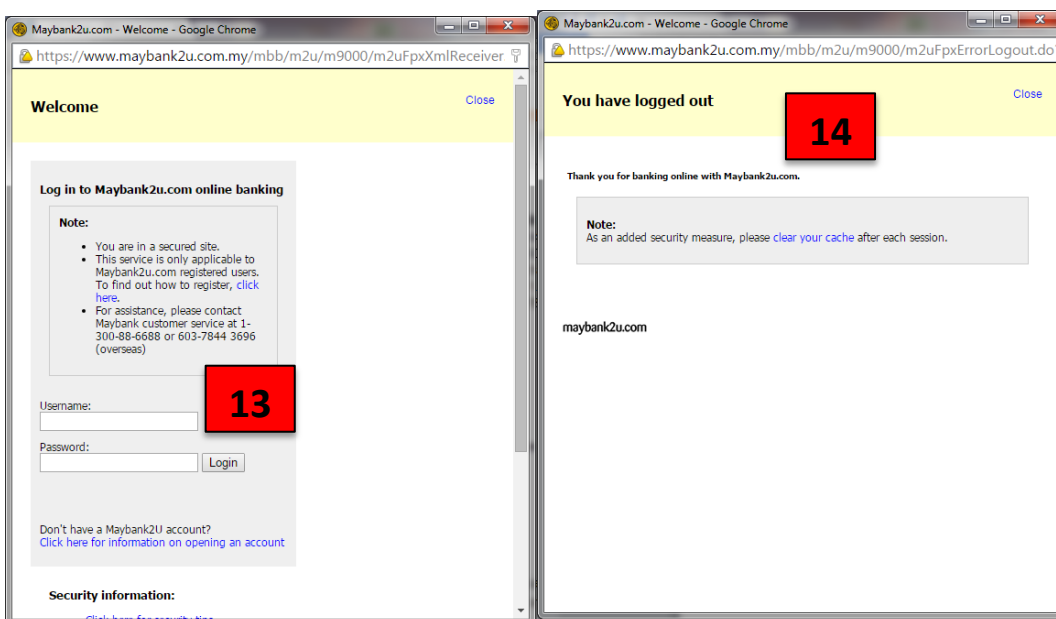 Maybank2u.com - Welcome - Google Chrome
https://www.maybank2u.com.my/mbb/m2u/m9000/m2uFpxXmlReceiver.
Welcome
Close
Log in to Maybank2u.com online banking
Note:
• You are in a secured site.
• This service is only applicable to
Maybank2u.com registered users.
To find out how to register, click
here.
• For assistance, please contact
Maybank customer service at 1-
300-88-6688 or 603-7844 3696
(overseas)
13
Username:
Password:
Login
Don't have a Maybank2U account?
Click here for information on opening an account
Security information:
Click here for security tips
Maybank2u.com - Welcome - Google Chrome
https://www.maybank2u.com.my/mbb/m2u/m9000/m2uFpxErrorLogout.do?
You have logged out
Close
14
Thank you for banking online with Maybank2u.com.
Note:
As an added security measure, please clear your cache after each session.
maybank2u.com